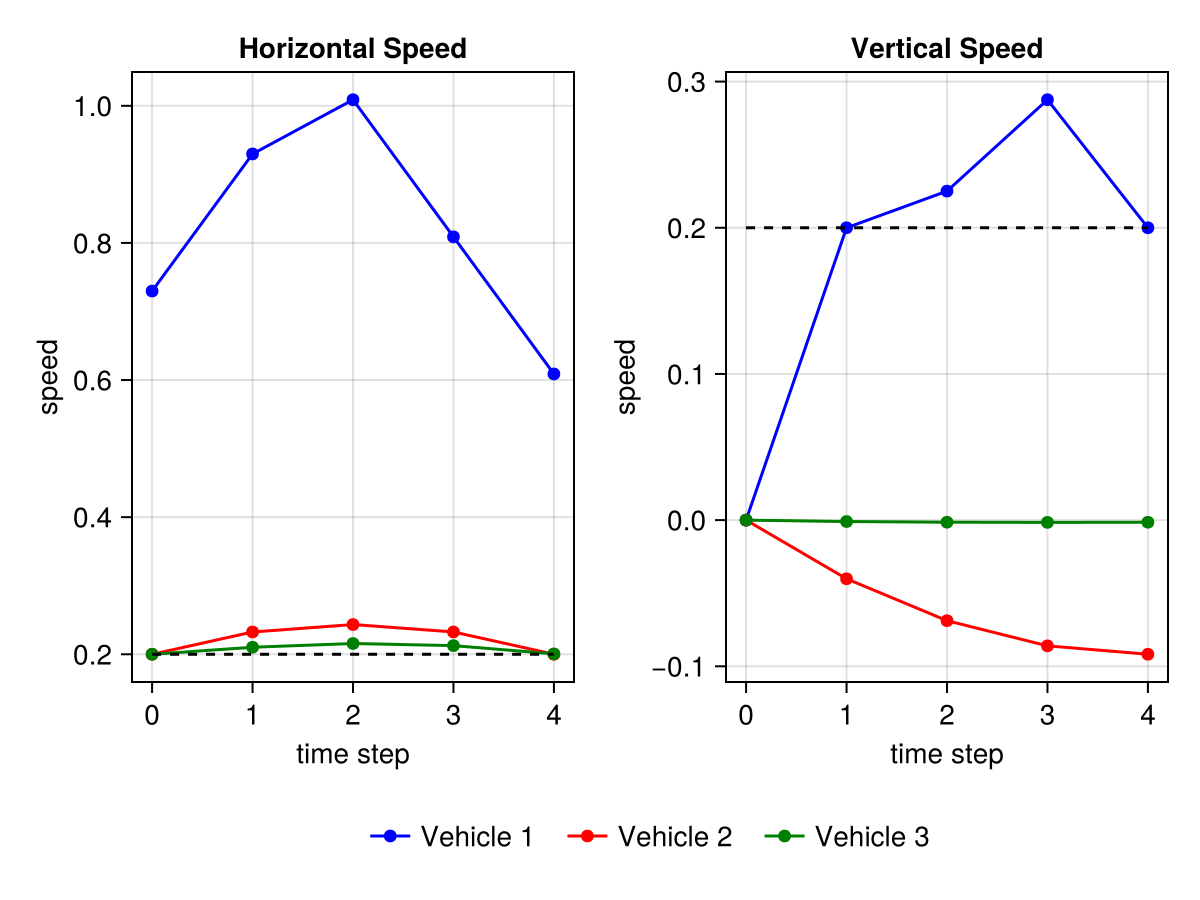 Horizontal Speed
1.0
0.8
0.6
0.4
0.2
speed
0 1 2 3 4
time step
Vertical Speed
0.3
0.2
0.1
0.0
−0.1
speed
0 1 2 3 4
time step
Vehicle 1 Vehicle 2 Vehicle 3